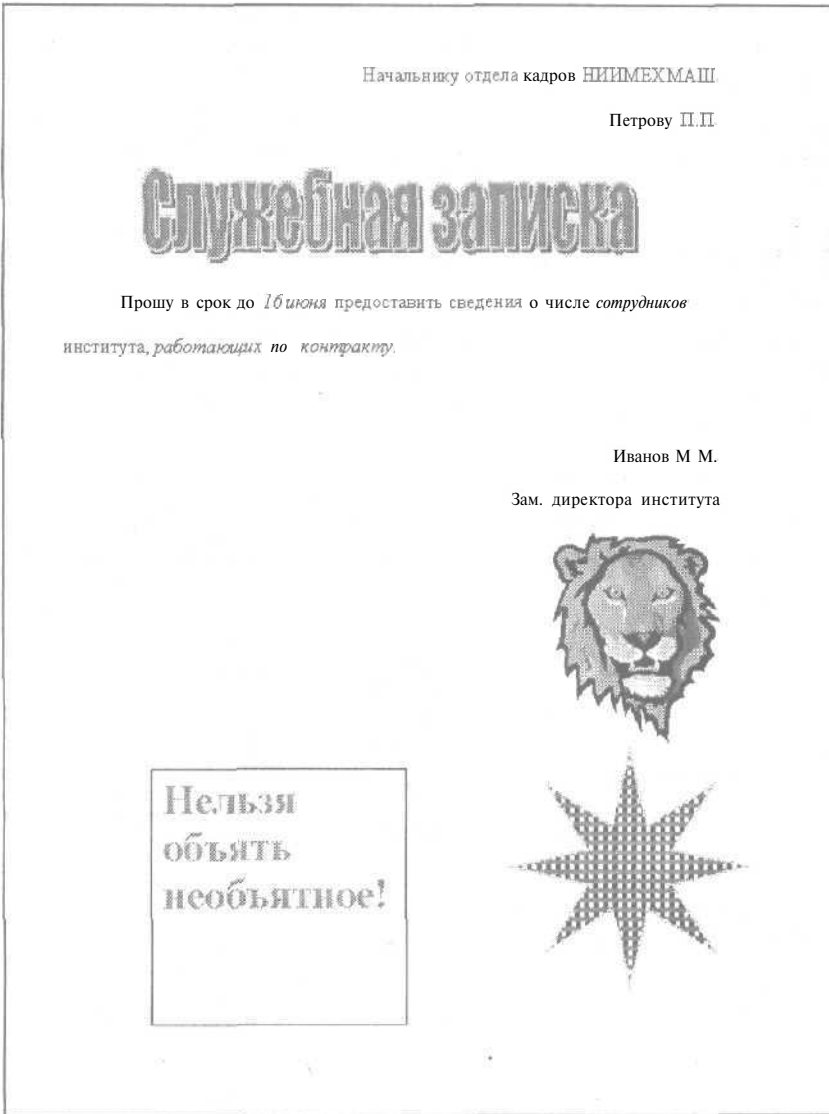 Начальнику отдела кадров НИИМЕХМАШ
Петрову П.П.
Служебная записка
Прошу в срок до 16 июня предоставить сведения о числе сотрудников
института, работающих по контракту.
Иванов М М.
Зам. директора института
Нельзя
объять
необъятное!